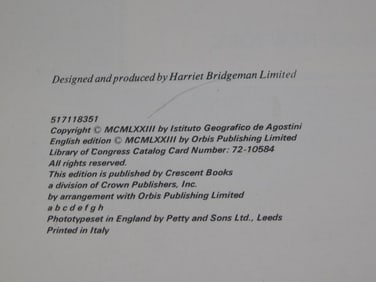 Designed and produced by Harriet Bridgeman Limited
517118351
Copyright © MCMLXXIII by Istituto Geografico de Agostini
English edition © MCMLXXIII by Orbis Publishing Limited
Library of Congress Catalog Card Number: 72-10584
All rights reserved.
This edition is published by Crescent Books
a division of Crown Publishers, Inc.
by arrangement with Orbis Publishing Limited
a b c d e f g h
Phototypeset in England by Petty and Sons Ltd., Leeds
Printed in Italy